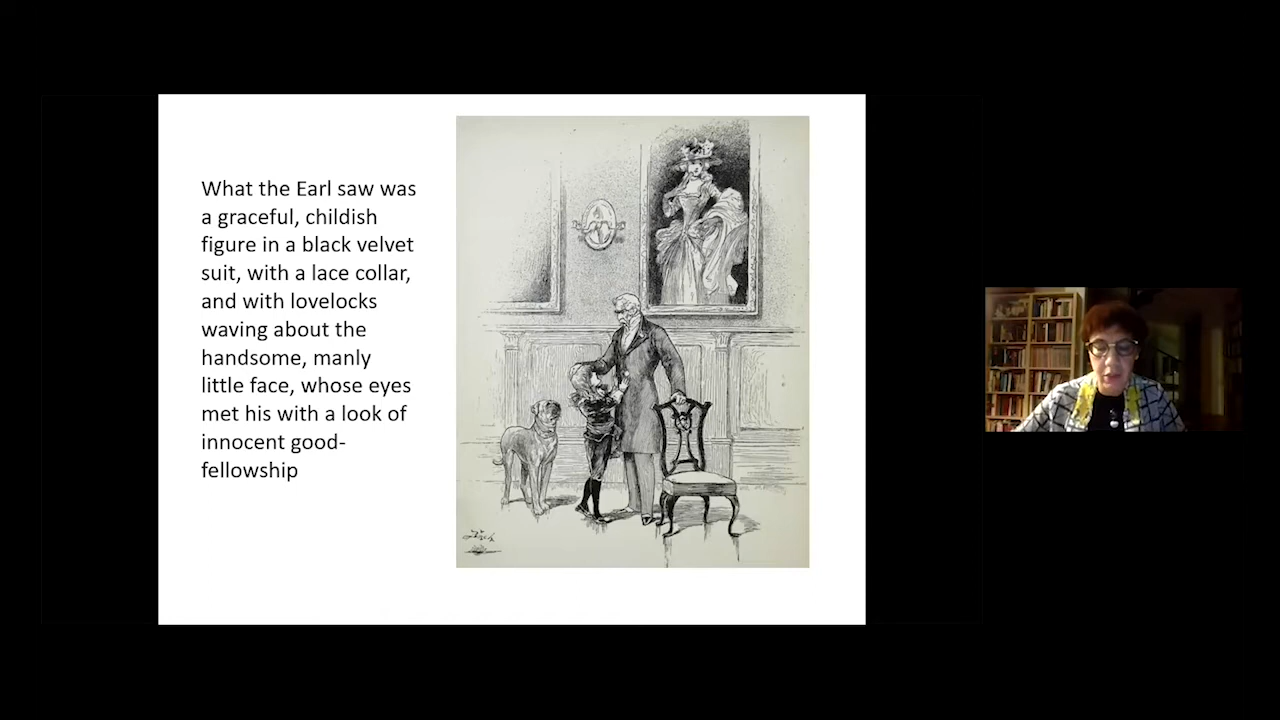 What the Earl saw was
a graceful, childish
figure in a black velvet
suit, with a lace collar,
and with lovelocks
waving about the
handsome, manly
little face, whose eyes
met his with a look of
innocent good-
fellowship